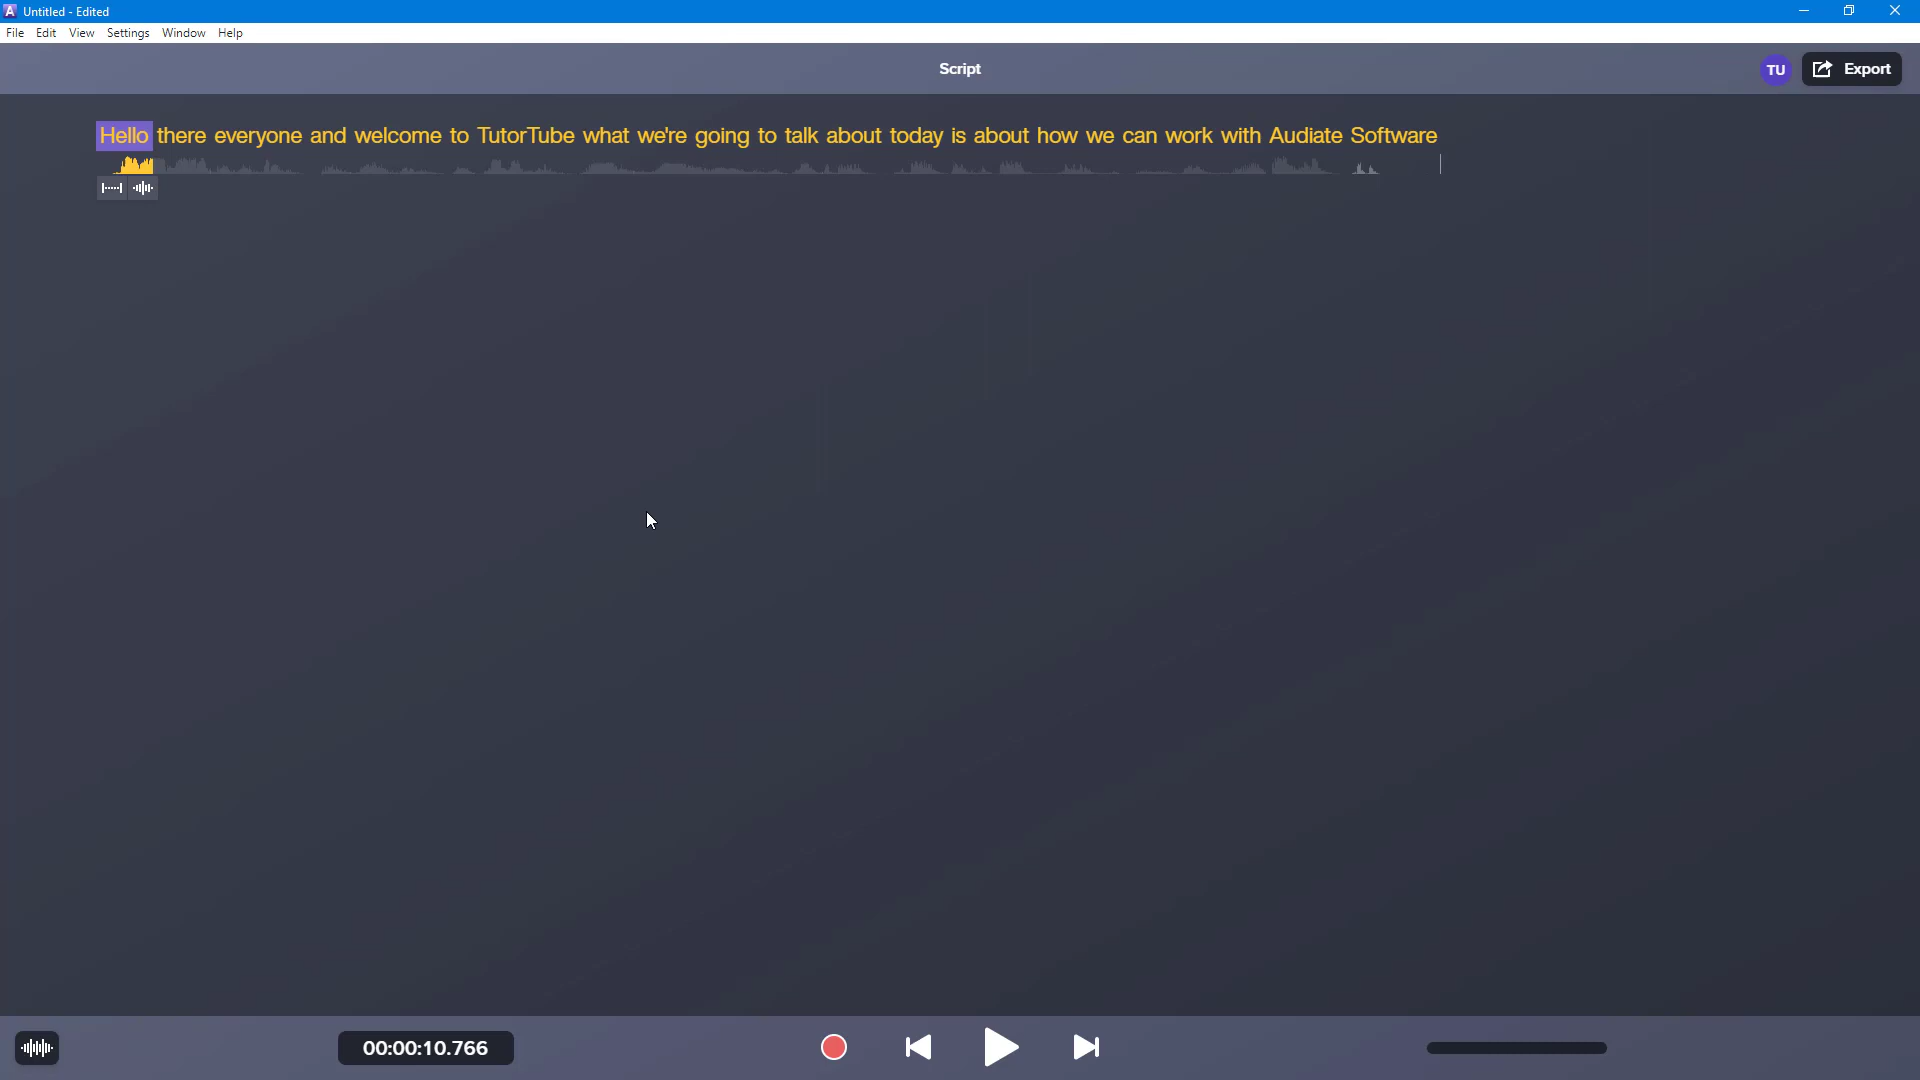 A Untitled - Edited
File Edit View Settings Window Help
Script
TU Export
Hello there everyone and welcome to TutorTube what we're going to talk about today is about how we can work with Audiate Software
00:00:10.766